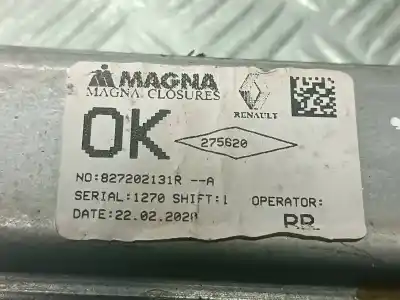 MAGNA
MAGNA CLOSURES
RENAULT
OK
275620
NO:827202131R --A
SERIAL:1270 SHIFT:1 OPERATOR:
DATE:22.02.2020 RR